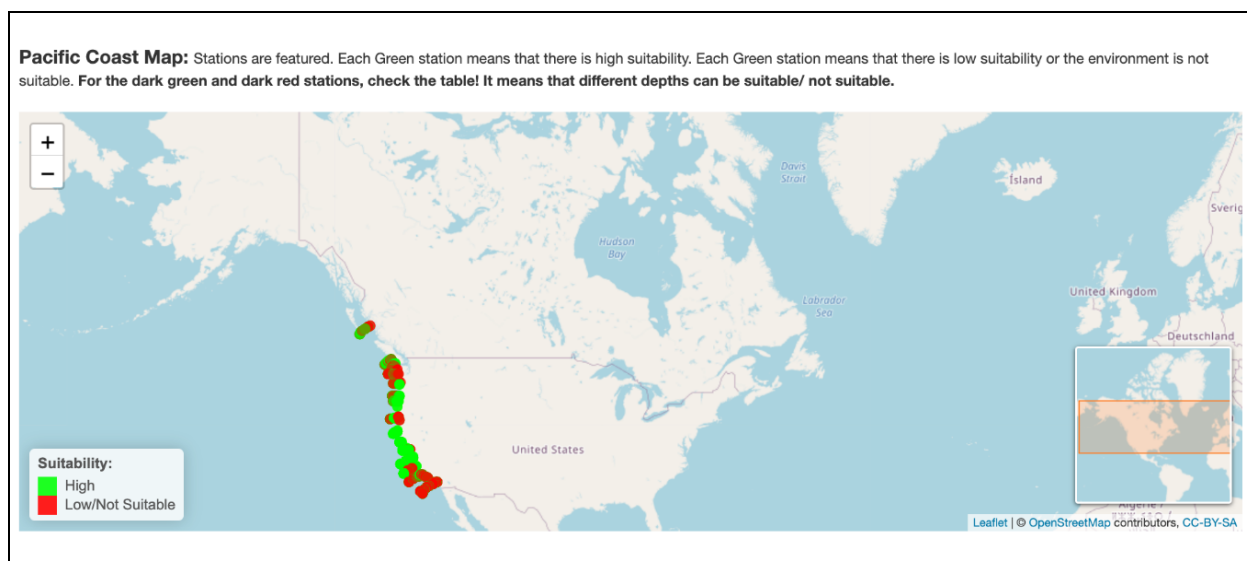 Pacific Coast Map: Stations are featured. Each Green station means that there is high suitability. Each Green station means that there is low suitability or the environment is not
suitable. For the dark green and dark red stations, check the table! It means that different depths can be suitable/ not suitable.
+
−
Davis
Strait
Ísland
Sverig
Hudson
Bay
United Kingdom
Labrador
Sea
Deutschland
United States
Suitability:
High
Low/Not Suitable
Leaflet | © OpenStreetMap contributors, CC-BY-SA